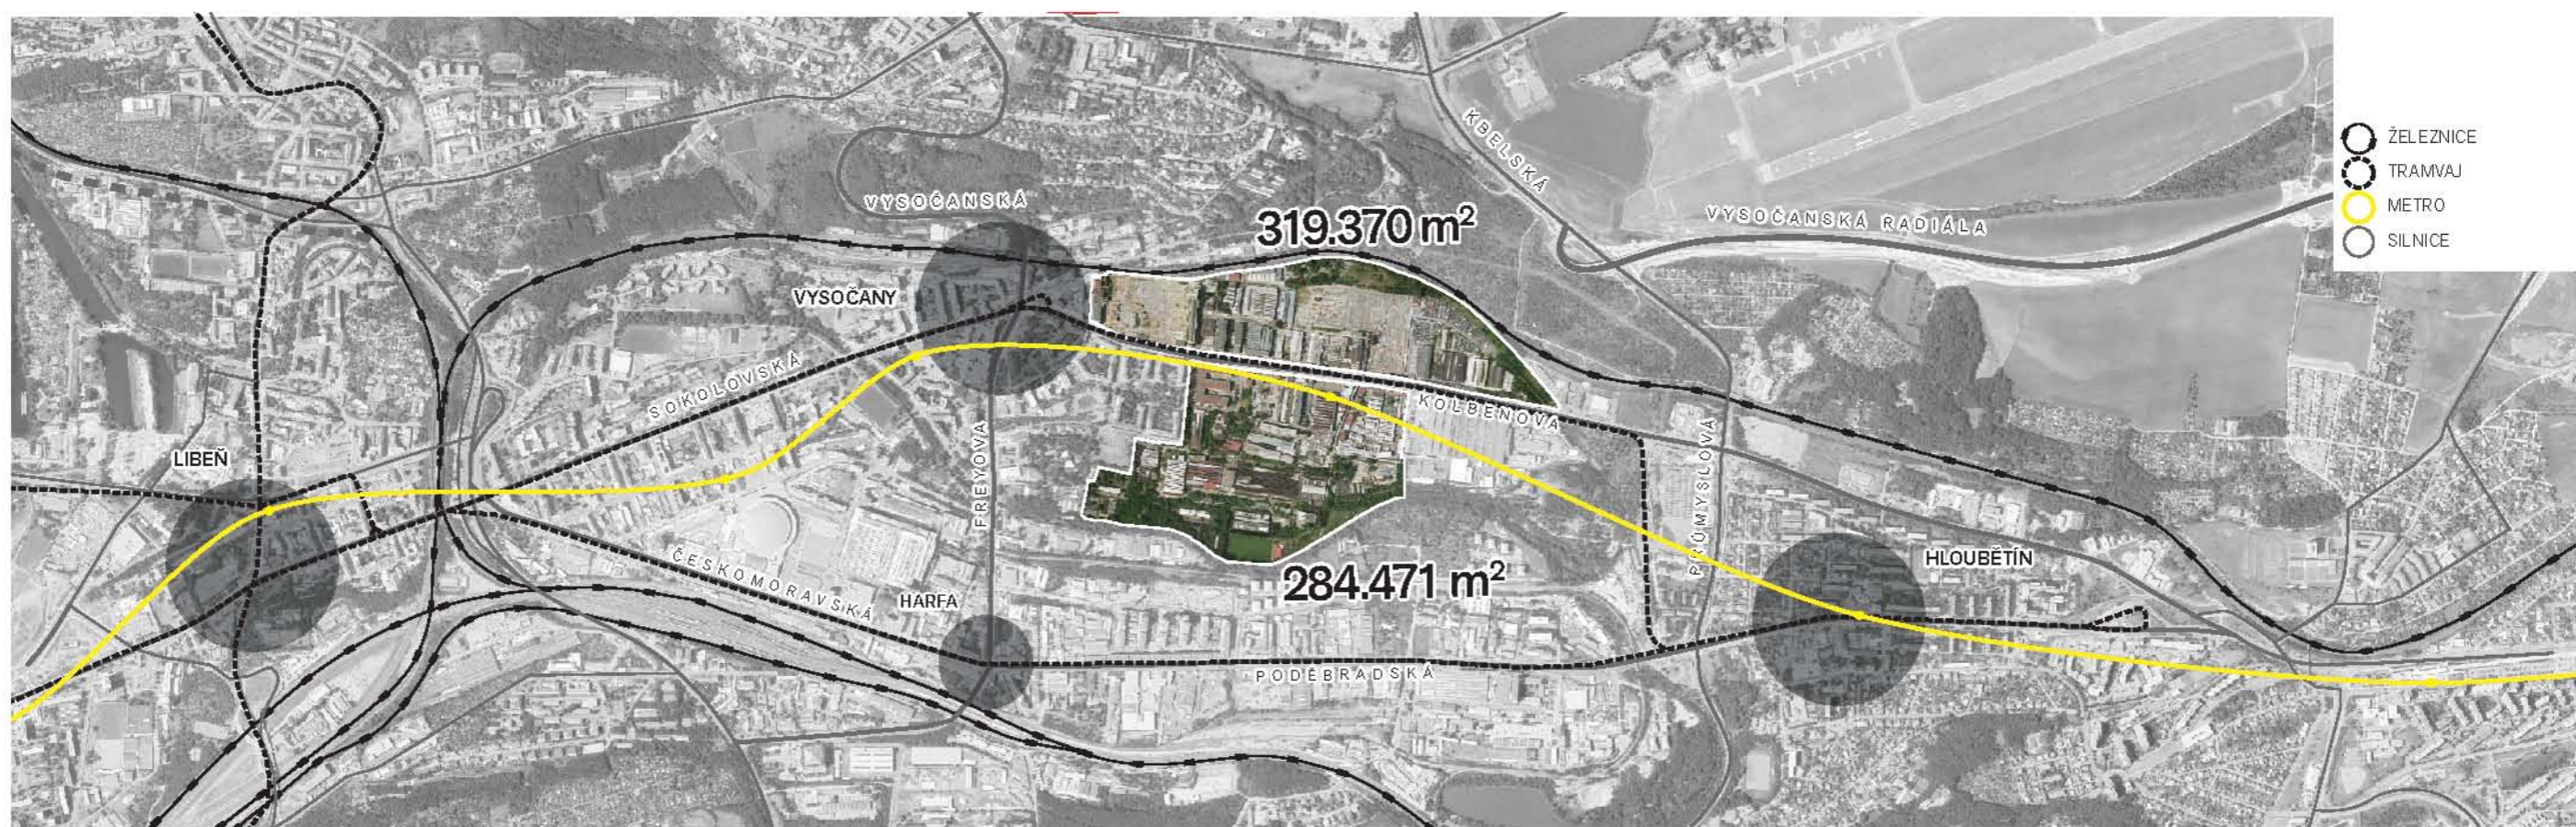 KBELSKÁ
ŽELEZNICE
TRAMVAJ
METRO
SILNICE
VYSOČANSKÁ
319.370 m²
VYSOČANSKÁ RADIÁLA
VYSOČANY
SOKOLOVSKÁ
KOLBENOVA
FREYOVA
PRŮMYSLOVÁ
LIBEŇ
ČESKOMORAVSKÁ
HARFA
284.471 m²
HLOUBĚTÍN
PODĚBRADSKÁ